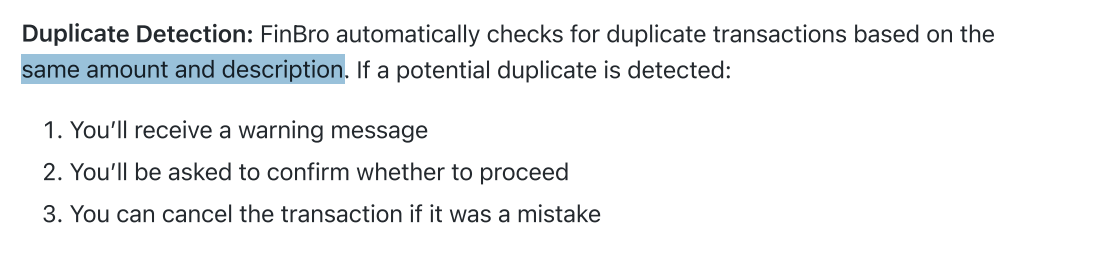 Duplicate Detection: FinBro automatically checks for duplicate transactions based on the
same amount and description. If a potential duplicate is detected:
1. You’ll receive a warning message
2. You’ll be asked to confirm whether to proceed
3. You can cancel the transaction if it was a mistake